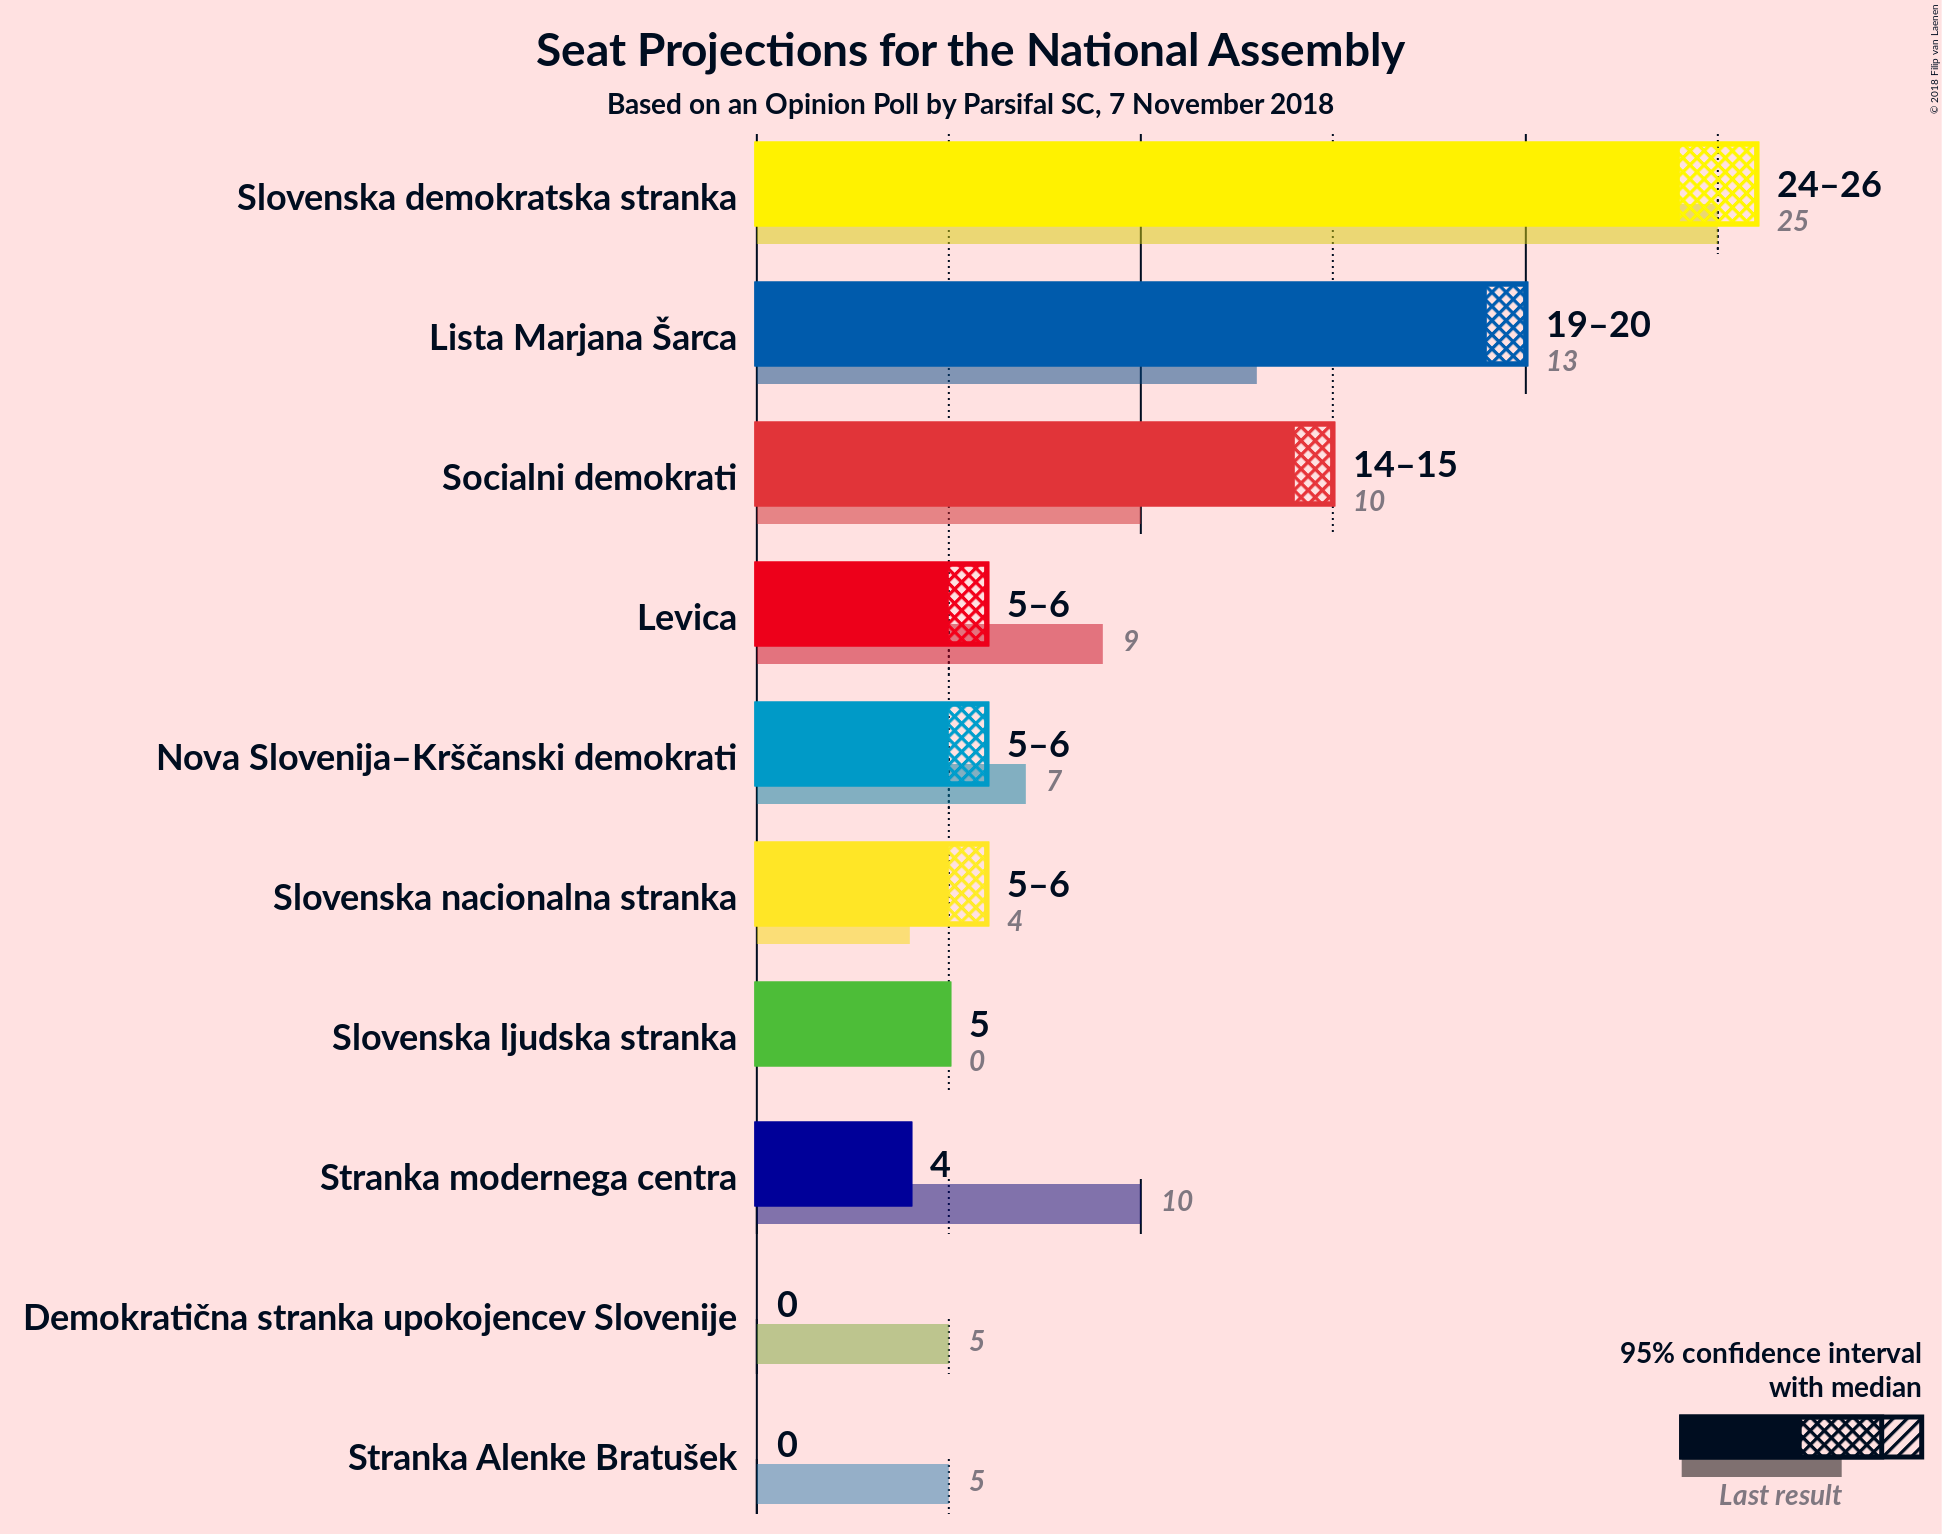 Seat Projections for the National Assembly
Based on an Opinion Poll by Parsifal SC, 7 November 2018
© 2018 Filip van Laenen
Slovenska demokratska stranka
24–26
25
Lista Marjana Šarca
19–20
13
Socialni demokrati
14–15
10
Levica
5–6
9
Nova Slovenija–Krščanski demokrati
5–6
7
Slovenska nacionalna stranka
5–6
4
Slovenska ljudska stranka
5
0
Stranka modernega centra
4
10
Demokratična stranka upokojencev Slovenije
0
5
Stranka Alenke Bratušek
0
5
95% confidence interval
with median
Last result